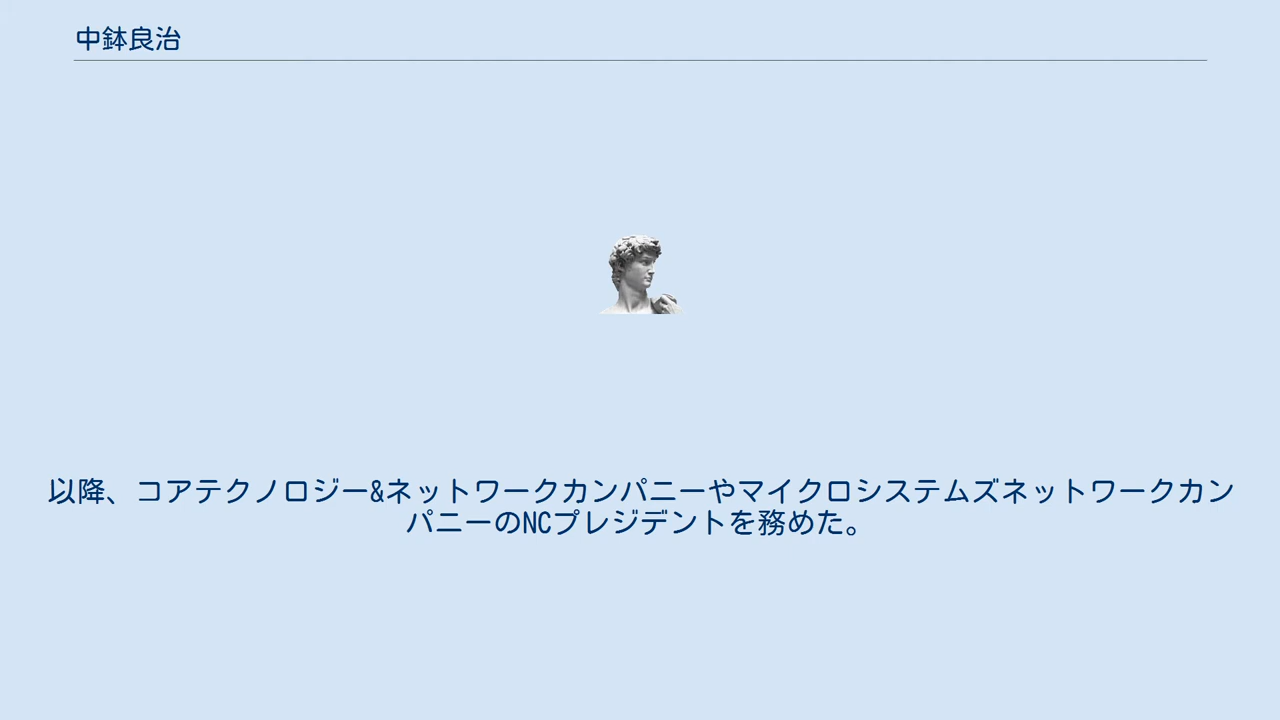 中鉢良治
以降、コアテクノロジー&ネットワークカンパニーやマイクロシステムズネットワークカン
パニーのNCプレジデントを務めた。